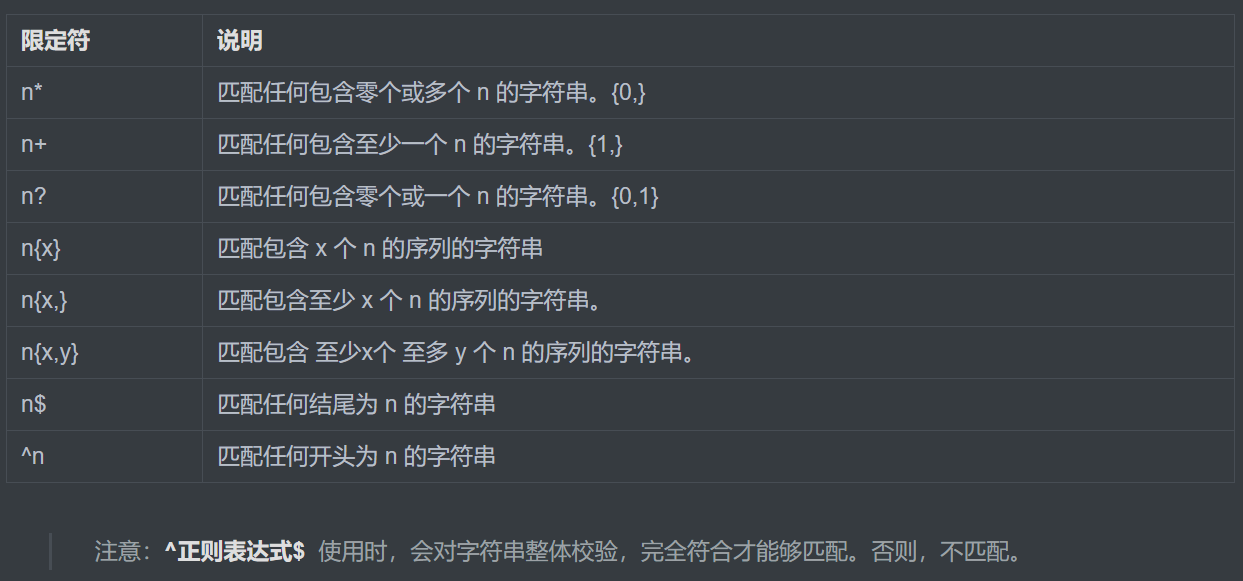 限定符 说明
n* 匹配任何包含零个或多个 n 的字符串。{0,}
n+ 匹配任何包含至少一个 n 的字符串。{1,}
n? 匹配任何包含零个或一个 n 的字符串。{0,1}
n{x} 匹配包含 x 个 n 的序列的字符串
n{x,} 匹配包含至少 x 个 n 的序列的字符串。
n{x,y} 匹配包含 至少x个 至多 y 个 n 的序列的字符串。
n$ 匹配任何结尾为 n 的字符串
^n 匹配任何开头为 n 的字符串
注意：^正则表达式$ 使用时，会对字符串整体校验，完全符合才能够匹配。否则，不匹配。